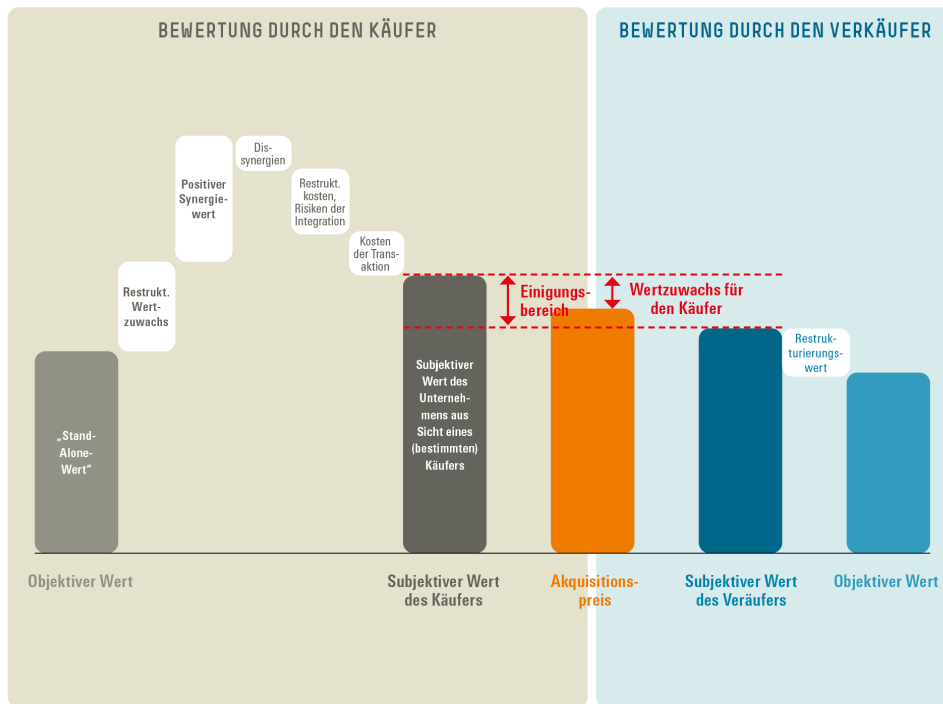 BEWERTUNG DURCH DEN KÄUFER
BEWERTUNG DURCH DEN VERKÄUFER
Dis-
synergien
Positiver
Synergie-
wert
Restrukt.
kosten,
Risiken der
Integration
Kosten
der Trans-
aktion
Restrukt.
Wert-
zuwachs
Einigungs-
bereich
Wertzuwachs für
den Käufer
Restruk-
turierungs-
wert
„Stand-
Alone-
Wert“
Subjektiver
Wert des
Unterneh-
mens aus
Sicht eines
(bestimmten)
Käufers
Objektiver Wert
Subjektiver Wert
des Käufers
Akquisitions-
preis
Subjektiver Wert
des Veräufers
Objektiver Wert